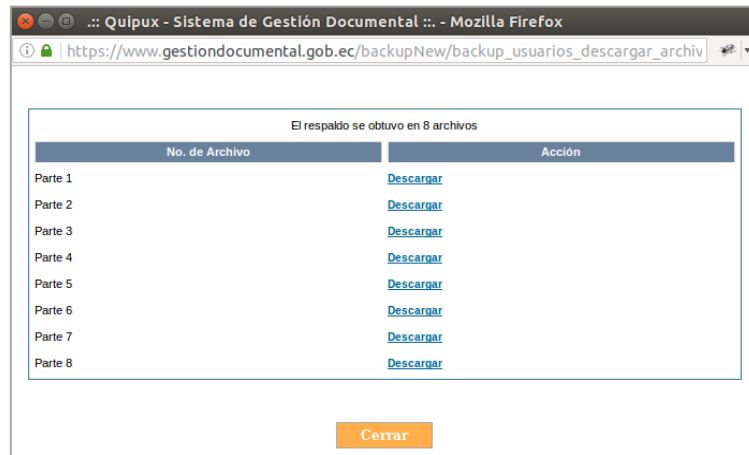 .:: Quipux - Sistema de Gestión Documental ::. - Mozilla Firefox
https://www.gestiondocumental.gob.ec/backupNew/backup_usuarios_descargar_archiv
El respaldo se obtuvo en 8 archivos
No. de Archivo Acción
Parte 1 Descargar
Parte 2 Descargar
Parte 3 Descargar
Parte 4 Descargar
Parte 5 Descargar
Parte 6 Descargar
Parte 7 Descargar
Parte 8 Descargar
Cerrar